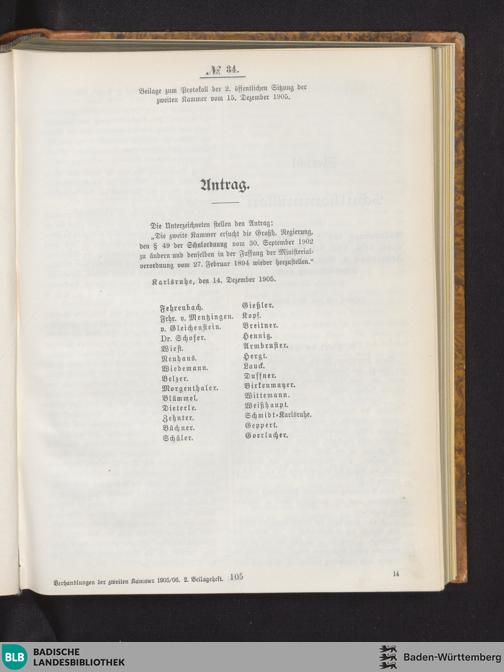 № 34.
Beilage zum Protokoll der 2. öffentlichen Sitzung der
zweiten Kammer vom 15. Dezember 1905.
Antrag.
Die Unterzeichneten stellen den Antrag:
„Die zweite Kammer ersucht die Großh. Regierung,
den § 49 der Schulordnung vom 30. September 1902
zu ändern und denselben in der Fassung der Ministerial-
verordnung vom 27. Februar 1894 wieder herzustellen."
Karlsruhe, den 14. Dezember 1905.
Fehrenbach.
Frhr. v. Mentzingen.
v. Gleichenstein.
Dr. Schofer.
Wiest.
Neuhaus.
Wiedemann.
Belzer.
Morgenthaler.
Blümmel.
Dieterle.
Zehnter.
Büchner.
Schüler.
Gießler.
Kopf.
Breitner.
Hennig.
Armbruster.
Hergt.
Lauck.
Duffner.
Birkenmayer.
Wittemann.
Weißhaupt.
Schmidt-Karlsruhe.
Geppert.
Goerlacher.
Verhandlungen der zweiten Kammer 1905/06. 2. Beilageheft. 105 14
BLB BADISCHE
LANDESBIBLIOTHEK
Baden-Württemberg